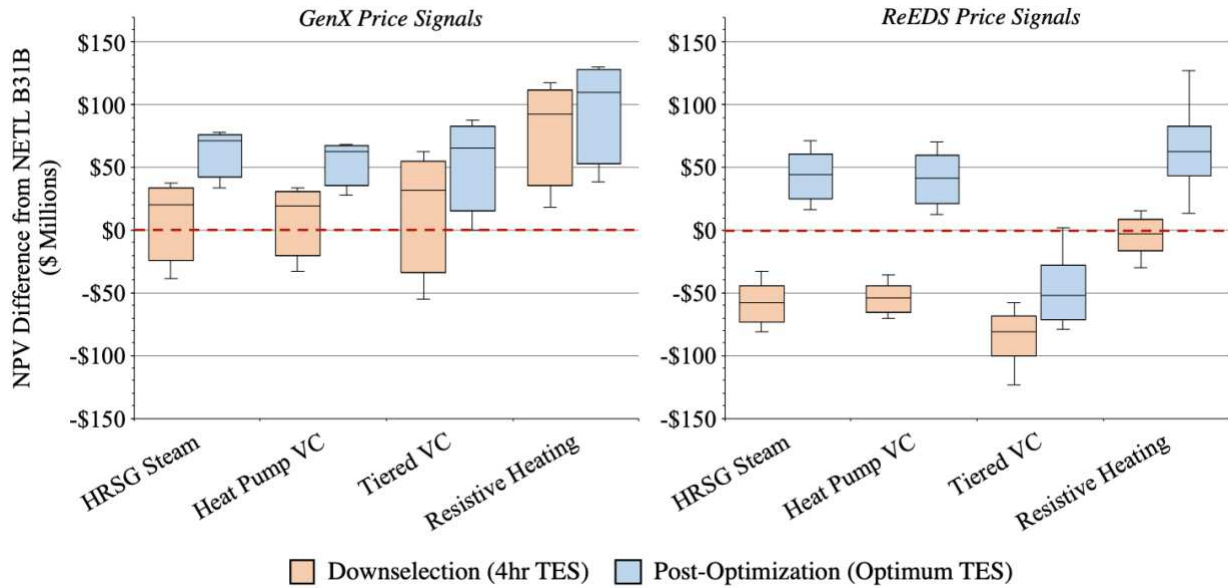 GenX Price Signals
ReEDS Price Signals
NPV Difference from NETL B31B
($ Millions)
$150
$100
$50
$0
-$50
-$100
-$150
$150
$100
$50
$0
-$50
-$100
-$150
HRSG Steam
Heat Pump VC
Tiered VC
Resistive Heating
HRSG Steam
Heat Pump VC
Tiered VC
Resistive Heating
Downselection (4hr TES)
Post-Optimization (Optimum TES)